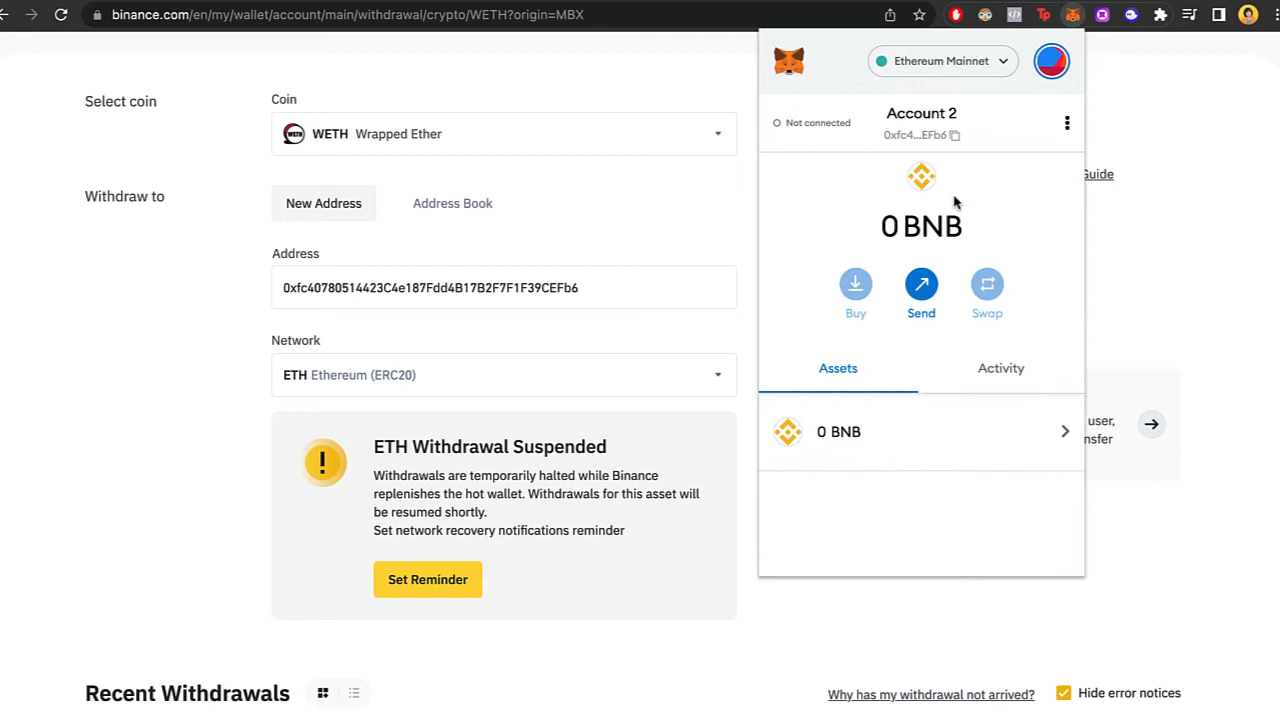 binance.com/en/my/wallet/account/main/withdrawal/crypto/WETH?origin=MBX
Tp
Select coin
Coin
WETH
WETH Wrapped Ether
Withdraw to
New Address
Address Book
Address
0xfc40780514423C4e187Fdd4B17B2F7F1F39CEFb6
Network
ETH Ethereum (ERC20)
!
ETH Withdrawal Suspended
Withdrawals are temporarily halted while Binance
replenishes the hot wallet. Withdrawals for this asset will
be resumed shortly.
Set network recovery notifications reminder
Set Reminder
Ethereum Mainnet
Not connected
Account 2
0xfc4...EFb6
0 BNB
Buy
Send
Swap
Assets
Activity
0 BNB
Guide
user,
nsfer
Recent Withdrawals
Why has my withdrawal not arrived?
Hide error notices